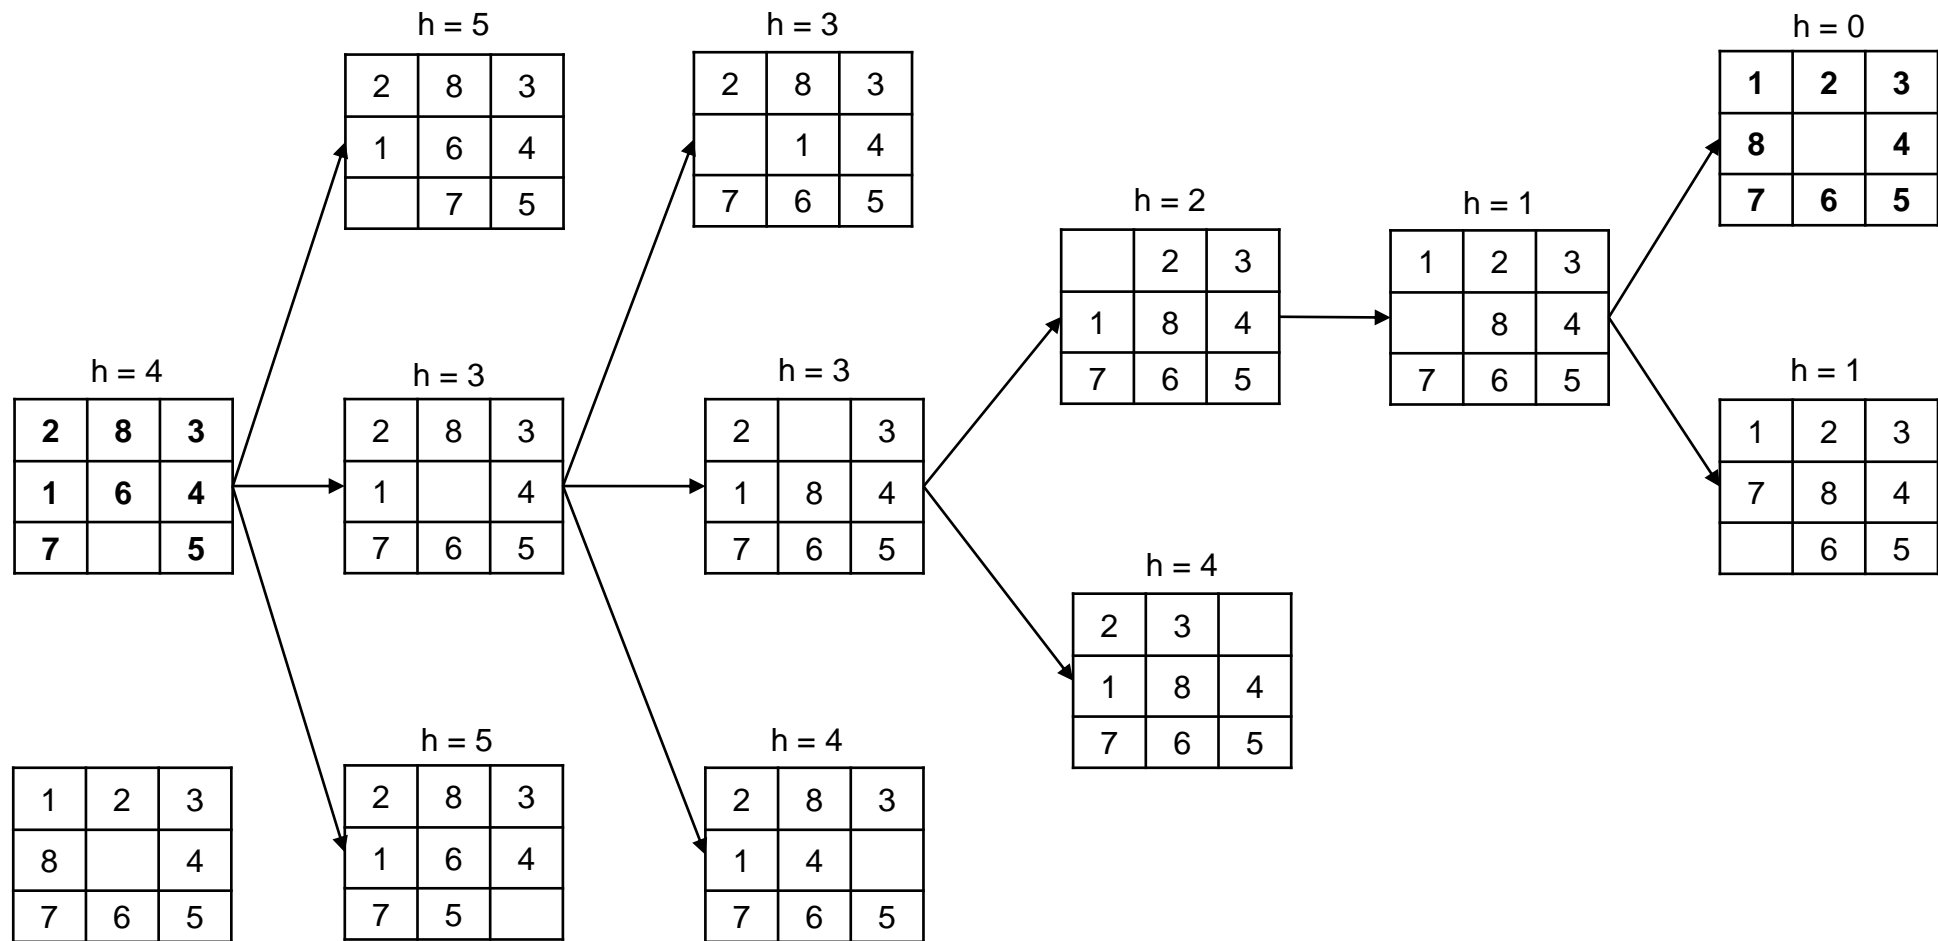 h = 5
2 8 3
1 6 4
7 5
h = 3
2 8 3
1 4
7 6 5
h = 0
1 2 3
8 4
7 6 5
h = 2
2 3
1 8 4
7 6 5
h = 1
1 2 3
8 4
7 6 5
h = 4
2 8 3
1 6 4
7 5
h = 3
2 8 3
1 4
7 6 5
h = 3
2 3
1 8 4
7 6 5
h = 1
1 2 3
7 8 4
6 5
h = 4
2 3
1 8 4
7 6 5
1 2 3
8 4
7 6 5
h = 5
2 8 3
1 6 4
7 5
h = 4
2 8 3
1 4
7 6 5